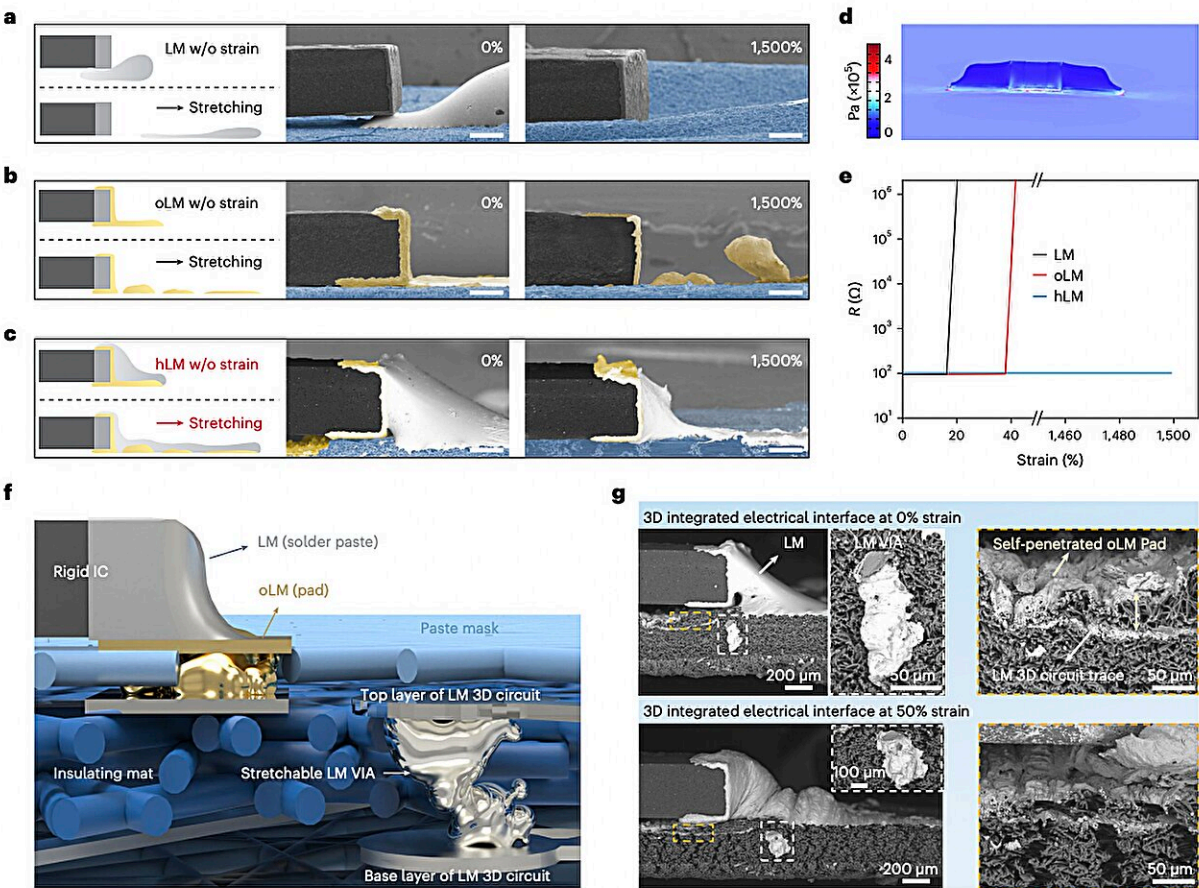 a
LM w/o strain
Stretching
0%
1,500%
b
oLM w/o strain
Stretching
0%
1,500%
c
hLM w/o strain
Stretching
0%
1,500%
d
Pa (×10⁵)
4
2
0
e
R (Ω)
10⁶
10⁵
10⁴
10³
10²
10¹
LM
oLM
hLM
0
20
40
1,460
1,480
1,500
Strain (%)
f
LM (solder paste)
Rigid IC
oLM (pad)
Paste mask
Top layer of LM 3D circuit
Insulating mat
Stretchable LM VIA
Base layer of LM 3D circuit
g
3D integrated electrical interface at 0% strain
LM
LM VIA
Self-penetrated oLM Pad
LM 3D circuit trace
200 μm
50 μm
50 μm
3D integrated electrical interface at 50% strain
100 μm
200 μm
50 μm